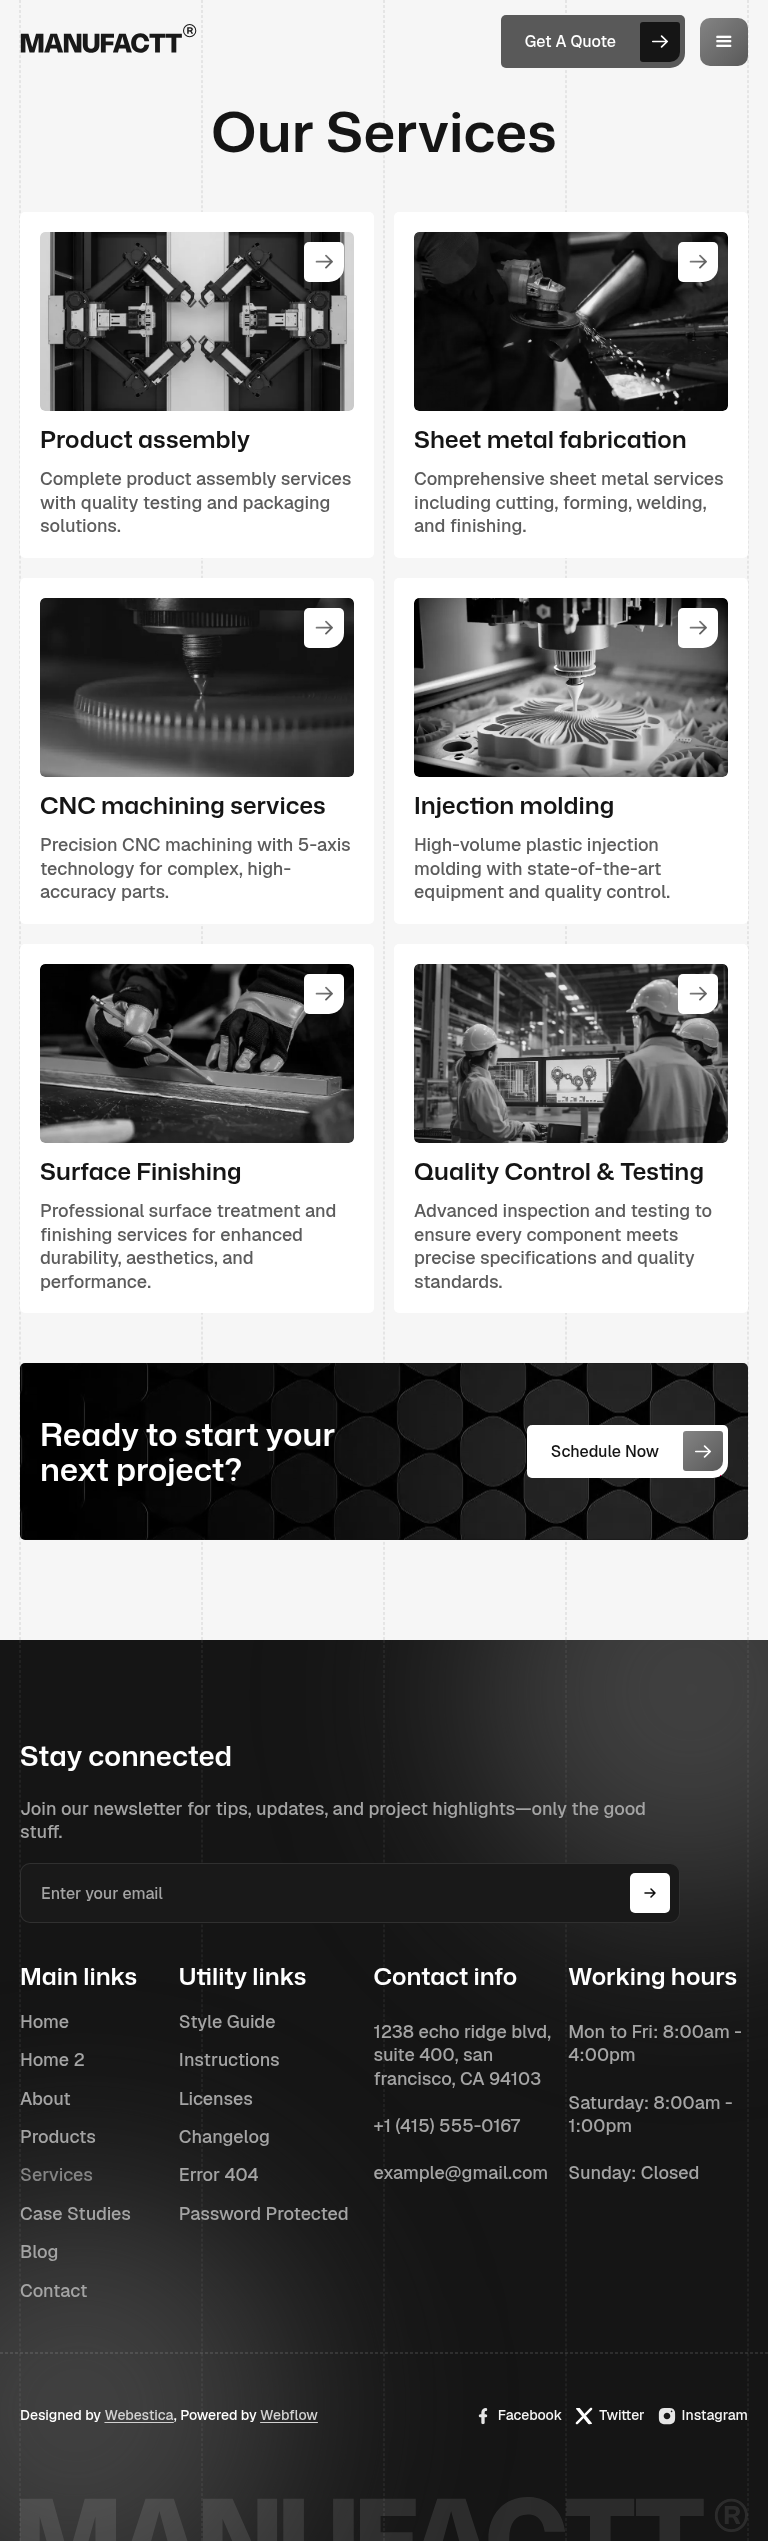 MANUFACTT®
Get A Quote
Our Services
Product assembly
Complete product assembly services
with quality testing and packaging
solutions.
Sheet metal fabrication
Comprehensive sheet metal services
including cutting, forming, welding,
and finishing.
CNC machining services
Precision CNC machining with 5-axis
technology for complex, high-
accuracy parts.
Injection molding
High-volume plastic injection
molding with state-of-the-art
equipment and quality control.
Surface Finishing
Professional surface treatment and
finishing services for enhanced
durability, aesthetics, and
performance.
Quality Control & Testing
Advanced inspection and testing to
ensure every component meets
precise specifications and quality
standards.
Ready to start your
next project?
Schedule Now
Stay connected
Join our newsletter for tips, updates, and project highlights—only the good
stuff.
Enter your email
Main links
Home
Home 2
About
Products
Services
Case Studies
Blog
Contact
Utility links
Style Guide
Instructions
Licenses
Changelog
Error 404
Password Protected
Contact info
1238 echo ridge blvd,
suite 400, san
francisco, CA 94103
+1 (415) 555-0167
example@gmail.com
Working hours
Mon to Fri: 8:00am -
4:00pm
Saturday: 8:00am -
1:00pm
Sunday: Closed
Designed by Webestica, Powered by Webflow
Facebook
Twitter
Instagram
MANUFACTT®